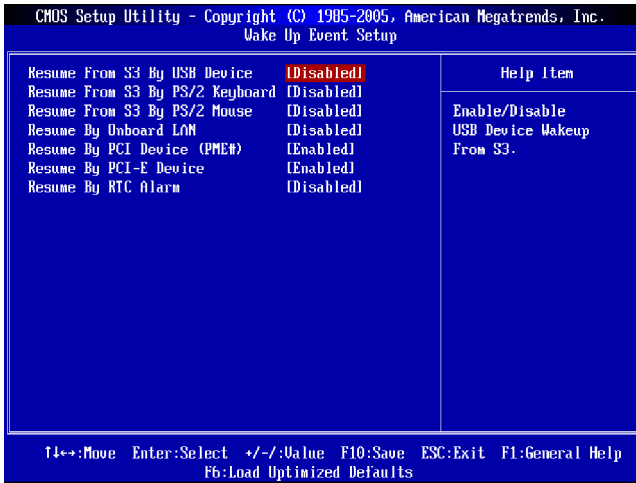 CMOS Setup Utility - Copyright (C) 1985-2005, American Megatrends, Inc.
Wake Up Event Setup
Resume From S3 By USB Device [Disabled]
Resume From S3 By PS/2 Keyboard [Disabled]
Resume From S3 By PS/2 Mouse [Disabled]
Resume By Onboard LAN [Disabled]
Resume By PCI Device (PME#) [Enabled]
Resume By PCI-E Device [Enabled]
Resume By RTC Alarm [Disabled]
Help Item
Enable/Disable
USB Device Wakeup
From S3.
↑↓←→:Move Enter:Select +/-/:Value F10:Save ESC:Exit F1:General Help
F6:Load Optimized Defaults